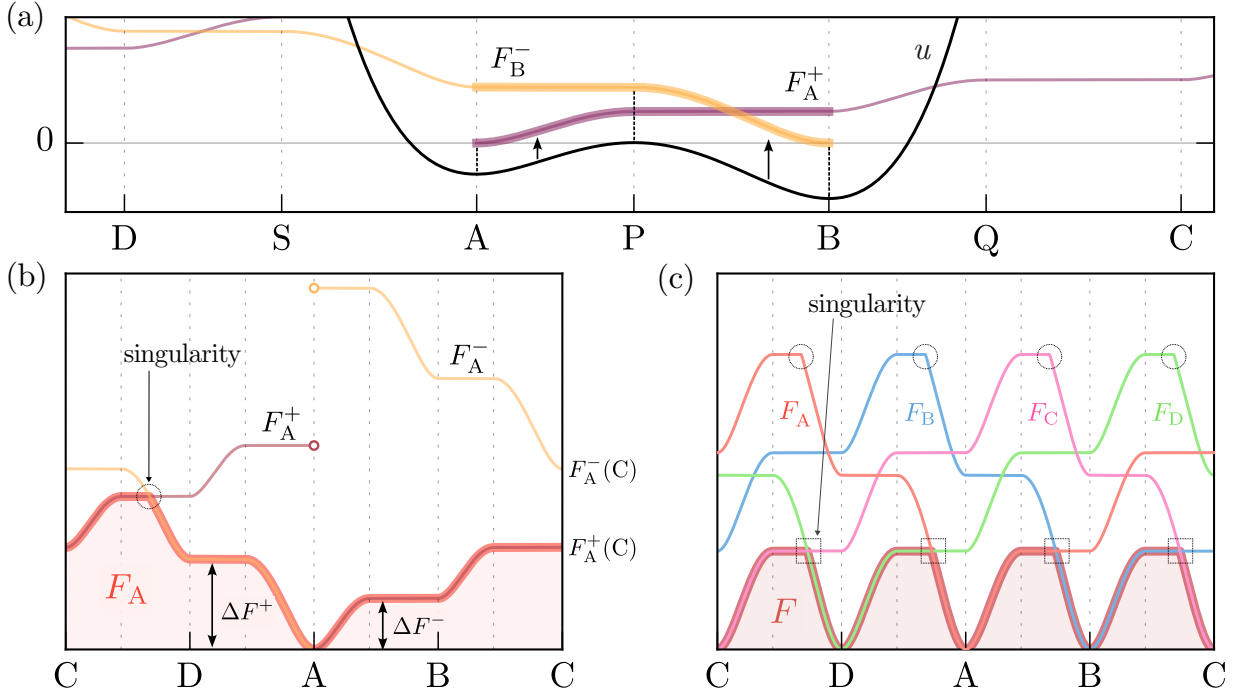 (a)
F_B^-
F_A^+
u
0
D S A P B Q C
(b)
singularity
F_A^+
F_A^-
F_A^-(C)
F_A^+(C)
F_A
ΔF^+
ΔF^-
C D A B C
(c)
singularity
F_A F_B F_C F_D
F
C D A B C